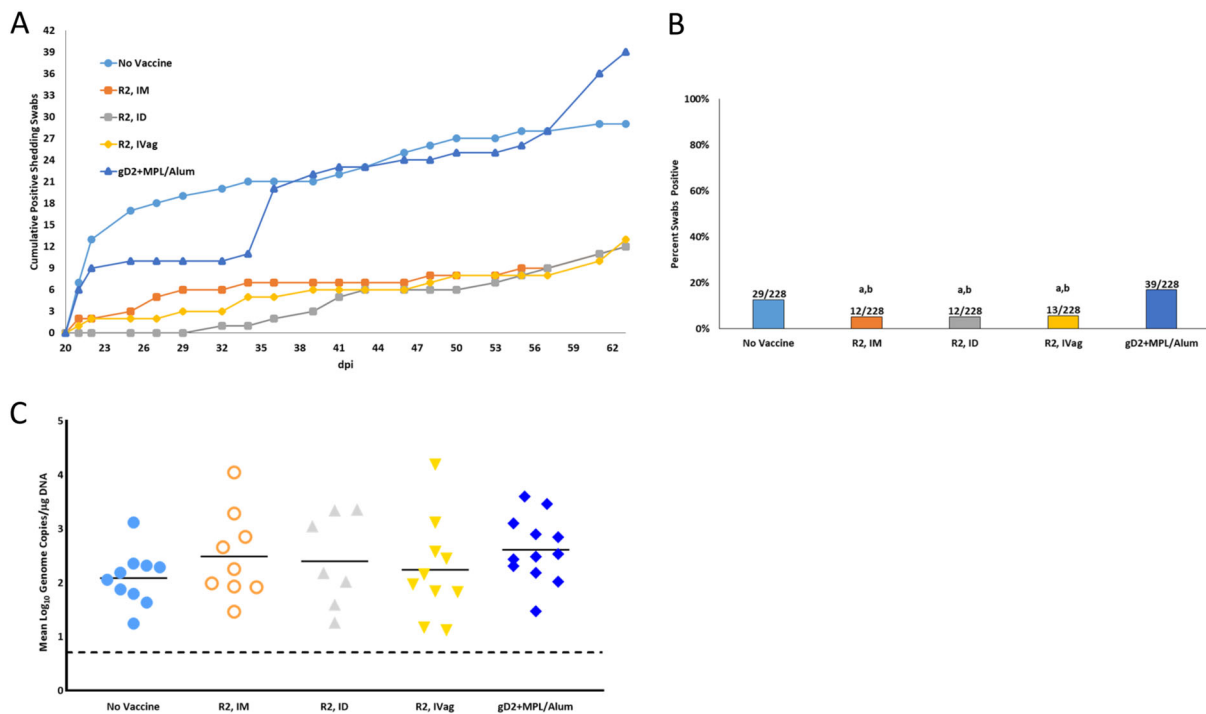 A
Cumulative Positive Shedding Swabs
42
39
36
33
30
27
24
21
18
15
12
9
6
3
0
No Vaccine
R2, IM
R2, ID
R2, IVag
gD2+MPL/Alum
20 23 26 29 32 35 38 41 44 47 50 53 56 59 62
dpi
B
Percent Swabs Positive
100%
80%
60%
40%
20%
0%
29/228
a,b
12/228
a,b
12/228
a,b
13/228
39/228
No Vaccine R2, IM R2, ID R2, IVag gD2+MPL/Alum
C
Mean Log₁₀ Genome Copies/µg DNA
5
4
3
2
1
0
No Vaccine R2, IM R2, ID R2, IVag gD2+MPL/Alum